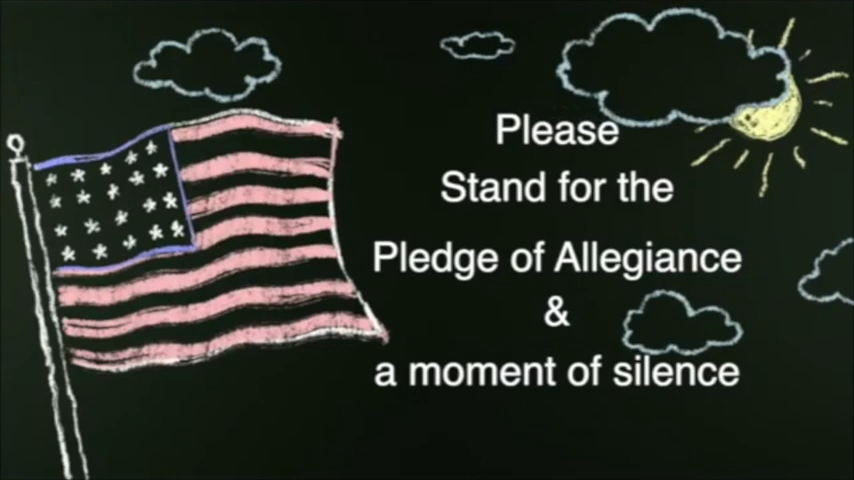 Please
Stand for the
Pledge of Allegiance
&
a moment of silence